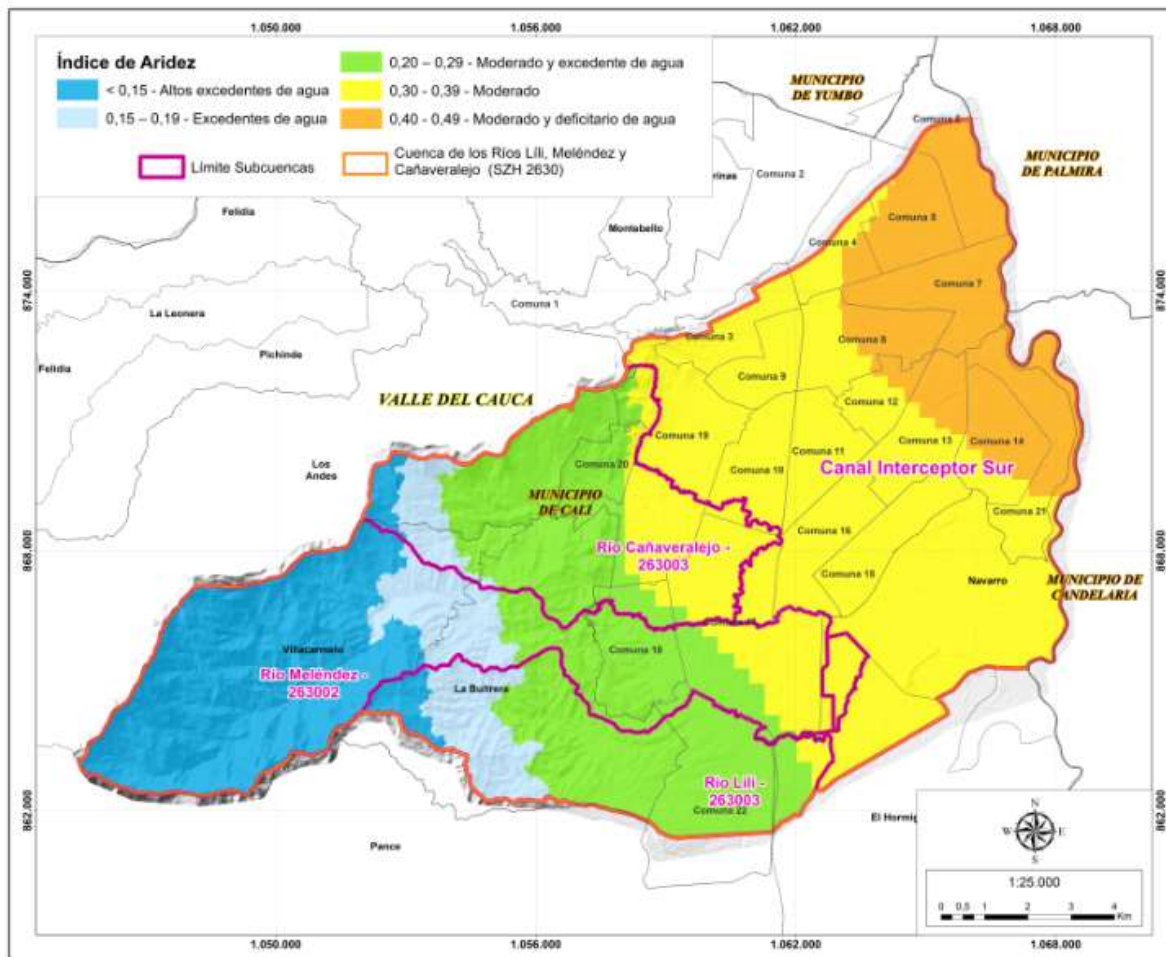 1.050.000
1.056.000
1.062.000
1.068.000
Índice de Aridez
< 0,15 - Altos excedentes de agua
0,15 – 0,19 - Excedentes de agua
0,20 – 0,29 - Moderado y excedente de agua
0,30 - 0,39 - Moderado
0,40 - 0,49 - Moderado y deficitario de agua
Límite Subcuencas
Cuenca de los Ríos Líli, Meléndez y
Cañaveralejo (SZH 2630)
MUNICIPIO
DE YUMBO
MUNICIPIO
DE PALMIRA
Comuna 2
Felidia
Montebello
Comuna 5
Comuna 4
874.000
874.000
Comuna 7
Comuna 1
La Leonera
Comuna 3
Comuna 8
Pichinde
Felidia
Comuna 9
VALLE DEL CAUCA
Comuna 12
Comuna 19
Comuna 13
Comuna 14
Comuna 11
Los
Andes
Comuna 20
Comuna 10
Canal Interceptor Sur
MUNICIPIO
DE CALI
Comuna 21
Comuna 16
868.000
868.000
Río Cañaveralejo -
263003
Navarro
MUNICIPIO DE
CANDELARIA
Villacarmelo
Comuna 18
Río Meléndez -
263002
La Buitrera
Río Lili -
263003
Comuna 22
862.000
862.000
Pance
N
W
E
S
1:25.000
0 0,5 1 2 3 4
Km
1.050.000
1.056.000
1.062.000
1.068.000